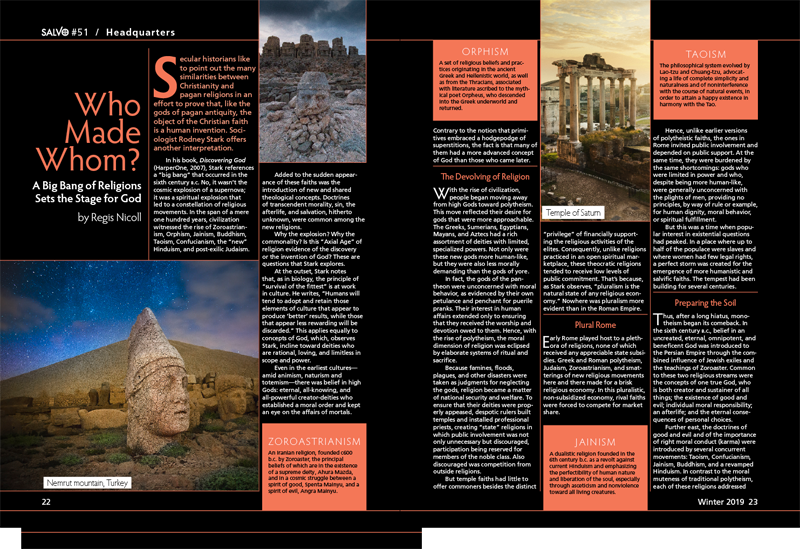 SALVO #51 / Headquarters
Who
Made
Whom?
A Big Bang of Religions
Sets the Stage for God
by Regis Nicoll
Secular historians like
to point out the many
similarities between
Christianity and
pagan religions in an
effort to prove that, like the
gods of pagan antiquity, the
object of the Christian faith
is a human invention. Soci-
ologist Rodney Stark offers
another interpretation.
In his book, Discovering God
(HarperOne, 2007), Stark references
a “big bang” that occurred in the
sixth century B.C. No, it wasn’t the
cosmic explosion of a supernova;
it was a spiritual explosion that
led to a constellation of religious
movements. In the span of a mere
one hundred years, civilization
witnessed the rise of Zoroastrian-
ism, Orphism, Jainism, Buddhism,
Taoism, Confucianism, the “new”
Hinduism, and post-exilic Judaism.
Nemrut mountain, Turkey
Added to the sudden appear-
ance of these faiths was the
introduction of new and shared
theological concepts. Doctrines
of transcendent morality, sin, the
afterlife, and salvation, hitherto
unknown, were common among the
new religions.
Why the explosion? Why the
commonality? Is this “Axial Age” of
religion evidence of the discovery
or the invention of God? These are
questions that Stark explores.
At the outset, Stark notes
that, as in biology, the principle of
“survival of the fittest” is at work
in culture. He writes, “Humans will
tend to adopt and retain those
elements of culture that appear to
produce ‘better’ results, while those
that appear less rewarding will be
discarded.” This applies equally to
concepts of God, which, observes
Stark, incline toward deities who
are rational, loving, and limitless in
scope and power.
Even in the earliest cultures—
amid animism, naturism and
totemism—there was belief in high
Gods: eternal, all-knowing, and
all-powerful creator-deities who
established a moral order and kept
an eye on the affairs of mortals.
ZOROASTRIANISM
An Iranian religion, founded c600
b.c. by Zoroaster, the principal
beliefs of which are in the existence
of a supreme deity, Ahura Mazda,
and in a cosmic struggle between a
spirit of good, Spenta Mainyu, and a
spirit of evil, Angra Mainyu.
22
ORPHISM
A set of religious beliefs and prac-
tices originating in the ancient
Greek and Hellenistic world, as well
as from the Thracians, associated
with literature ascribed to the myth-
ical poet Orpheus, who descended
into the Greek underworld and
returned.
Contrary to the notion that primi-
tives embraced a hodgepodge of
superstitions, the fact is that many of
them had a more advanced concept
of God than those who came later.
The Devolving of Religion
With the rise of civilization,
people began moving away
from high Gods toward polytheism.
This move reflected their desire for
gods that were more approachable.
The Greeks, Sumerians, Egyptians,
Mayans, and Aztecs had a rich
assortment of deities with limited,
specialized powers. Not only were
these new gods more human-like,
but they were also less morally
demanding than the gods of yore.
In fact, the gods of the pan-
theon were unconcerned with moral
behavior, as evidenced by their own
petulance and penchant for puerile
pranks. Their interest in human
affairs extended only to ensuring
that they received the worship and
devotion owed to them. Hence, with
the rise of polytheism, the moral
dimension of religion was eclipsed
by elaborate systems of ritual and
sacrifice.
Because famines, floods,
plagues, and other disasters were
taken as judgments for neglecting
the gods, religion became a matter
of national security and welfare. To
ensure that their deities were prop-
erly appeased, despotic rulers built
temples and installed professional
priests, creating “state” religions in
which public involvement was not
only unnecessary but discouraged,
participation being reserved for
members of the noble class. Also
discouraged was competition from
outside religions.
But temple faiths had little to
offer commoners besides the distinct
Temple of Saturn
“privilege” of financially support-
ing the religious activities of the
elites. Consequently, unlike religions
practiced in an open spiritual mar-
ketplace, these theocratic religions
tended to receive low levels of
public commitment. That’s because,
as Stark observes, “pluralism is the
natural state of any religious econ-
omy.” Nowhere was pluralism more
evident than in the Roman Empire.
Plural Rome
Early Rome played host to a pleth-
ora of religions, none of which
received any appreciable state subsi-
dies. Greek and Roman polytheism,
Judaism, Zoroastrianism, and smat-
terings of new religious movements
here and there made for a brisk
religious economy. In this pluralistic,
non-subsidized economy, rival faiths
were forced to compete for market
share.
JAINISM
A dualistic religion founded in the
6th century b.c. as a revolt against
current Hinduism and emphasizing
the perfectibility of human nature
and liberation of the soul, especially
through asceticism and nonviolence
toward all living creatures.
TAOISM
The philosophical system evolved by
Lao-tzu and Chuang-tzu, advocat-
ing a life of complete simplicity and
naturalness and of noninterference
with the course of natural events, in
order to attain a happy existence in
harmony with the Tao.
Hence, unlike earlier versions
of polytheistic faiths, the ones in
Rome invited public involvement and
depended on public support. At the
same time, they were burdened by
the same shortcomings: gods who
were limited in power and who,
despite being more human-like,
were generally unconcerned with
the plights of men, providing no
principles, by way of rule or example,
for human dignity, moral behavior,
or spiritual fulfillment.
But this was a time when popu-
lar interest in existential questions
had peaked. In a place where up to
half of the populace were slaves and
where women had few legal rights,
a perfect storm was created for the
emergence of more humanistic and
salvific faiths. The tempest had been
building for several centuries.
Preparing the Soil
Thus, after a long hiatus, mono-
theism began its comeback. In
the sixth century B.C., belief in an
uncreated, eternal, omnipotent, and
beneficent God was introduced to
the Persian Empire through the com-
bined influence of Jewish exiles and
the teachings of Zoroaster. Common
to these two religious streams were
the concepts of one true God, who
is both creator and sustainer of all
things; the existence of good and
evil; individual moral responsibility;
an afterlife; and the eternal conse-
quences of personal choices.
Further east, the doctrines of
good and evil and of the importance
of right moral conduct (karma) were
introduced by several concurrent
movements: Taoism, Confucianism,
Jainism, Buddhism, and a revamped
Hinduism. In contrast to the moral
muteness of traditional polytheism,
each of these religions addressed
Winter 2019 23